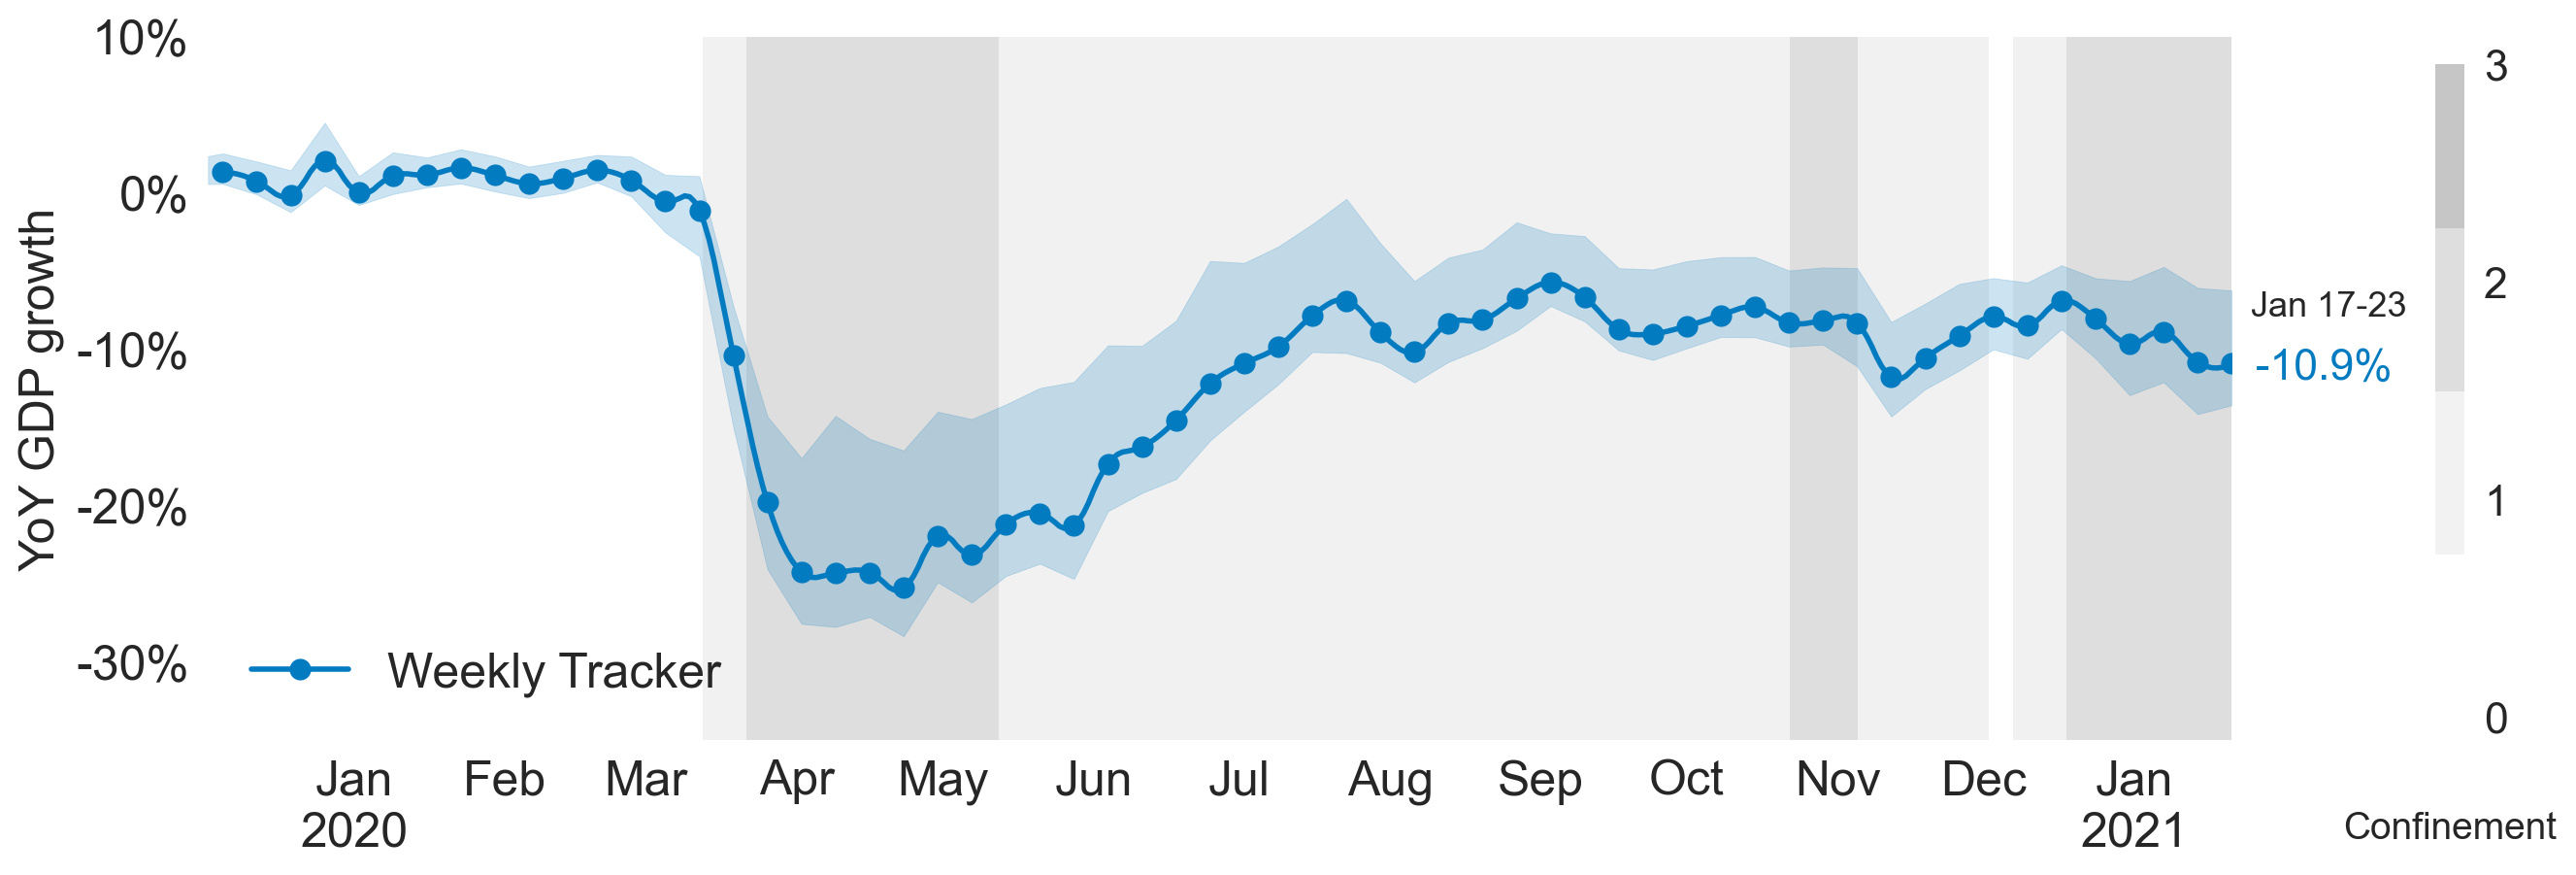 10%
0%
-10%
-20%
-30%
YoY GDP growth
Weekly Tracker
Jan Feb Mar Apr May Jun Jul Aug Sep Oct Nov Dec Jan
2020 2021
Jan 17-23
-10.9%
3
2
1
0
Confinement